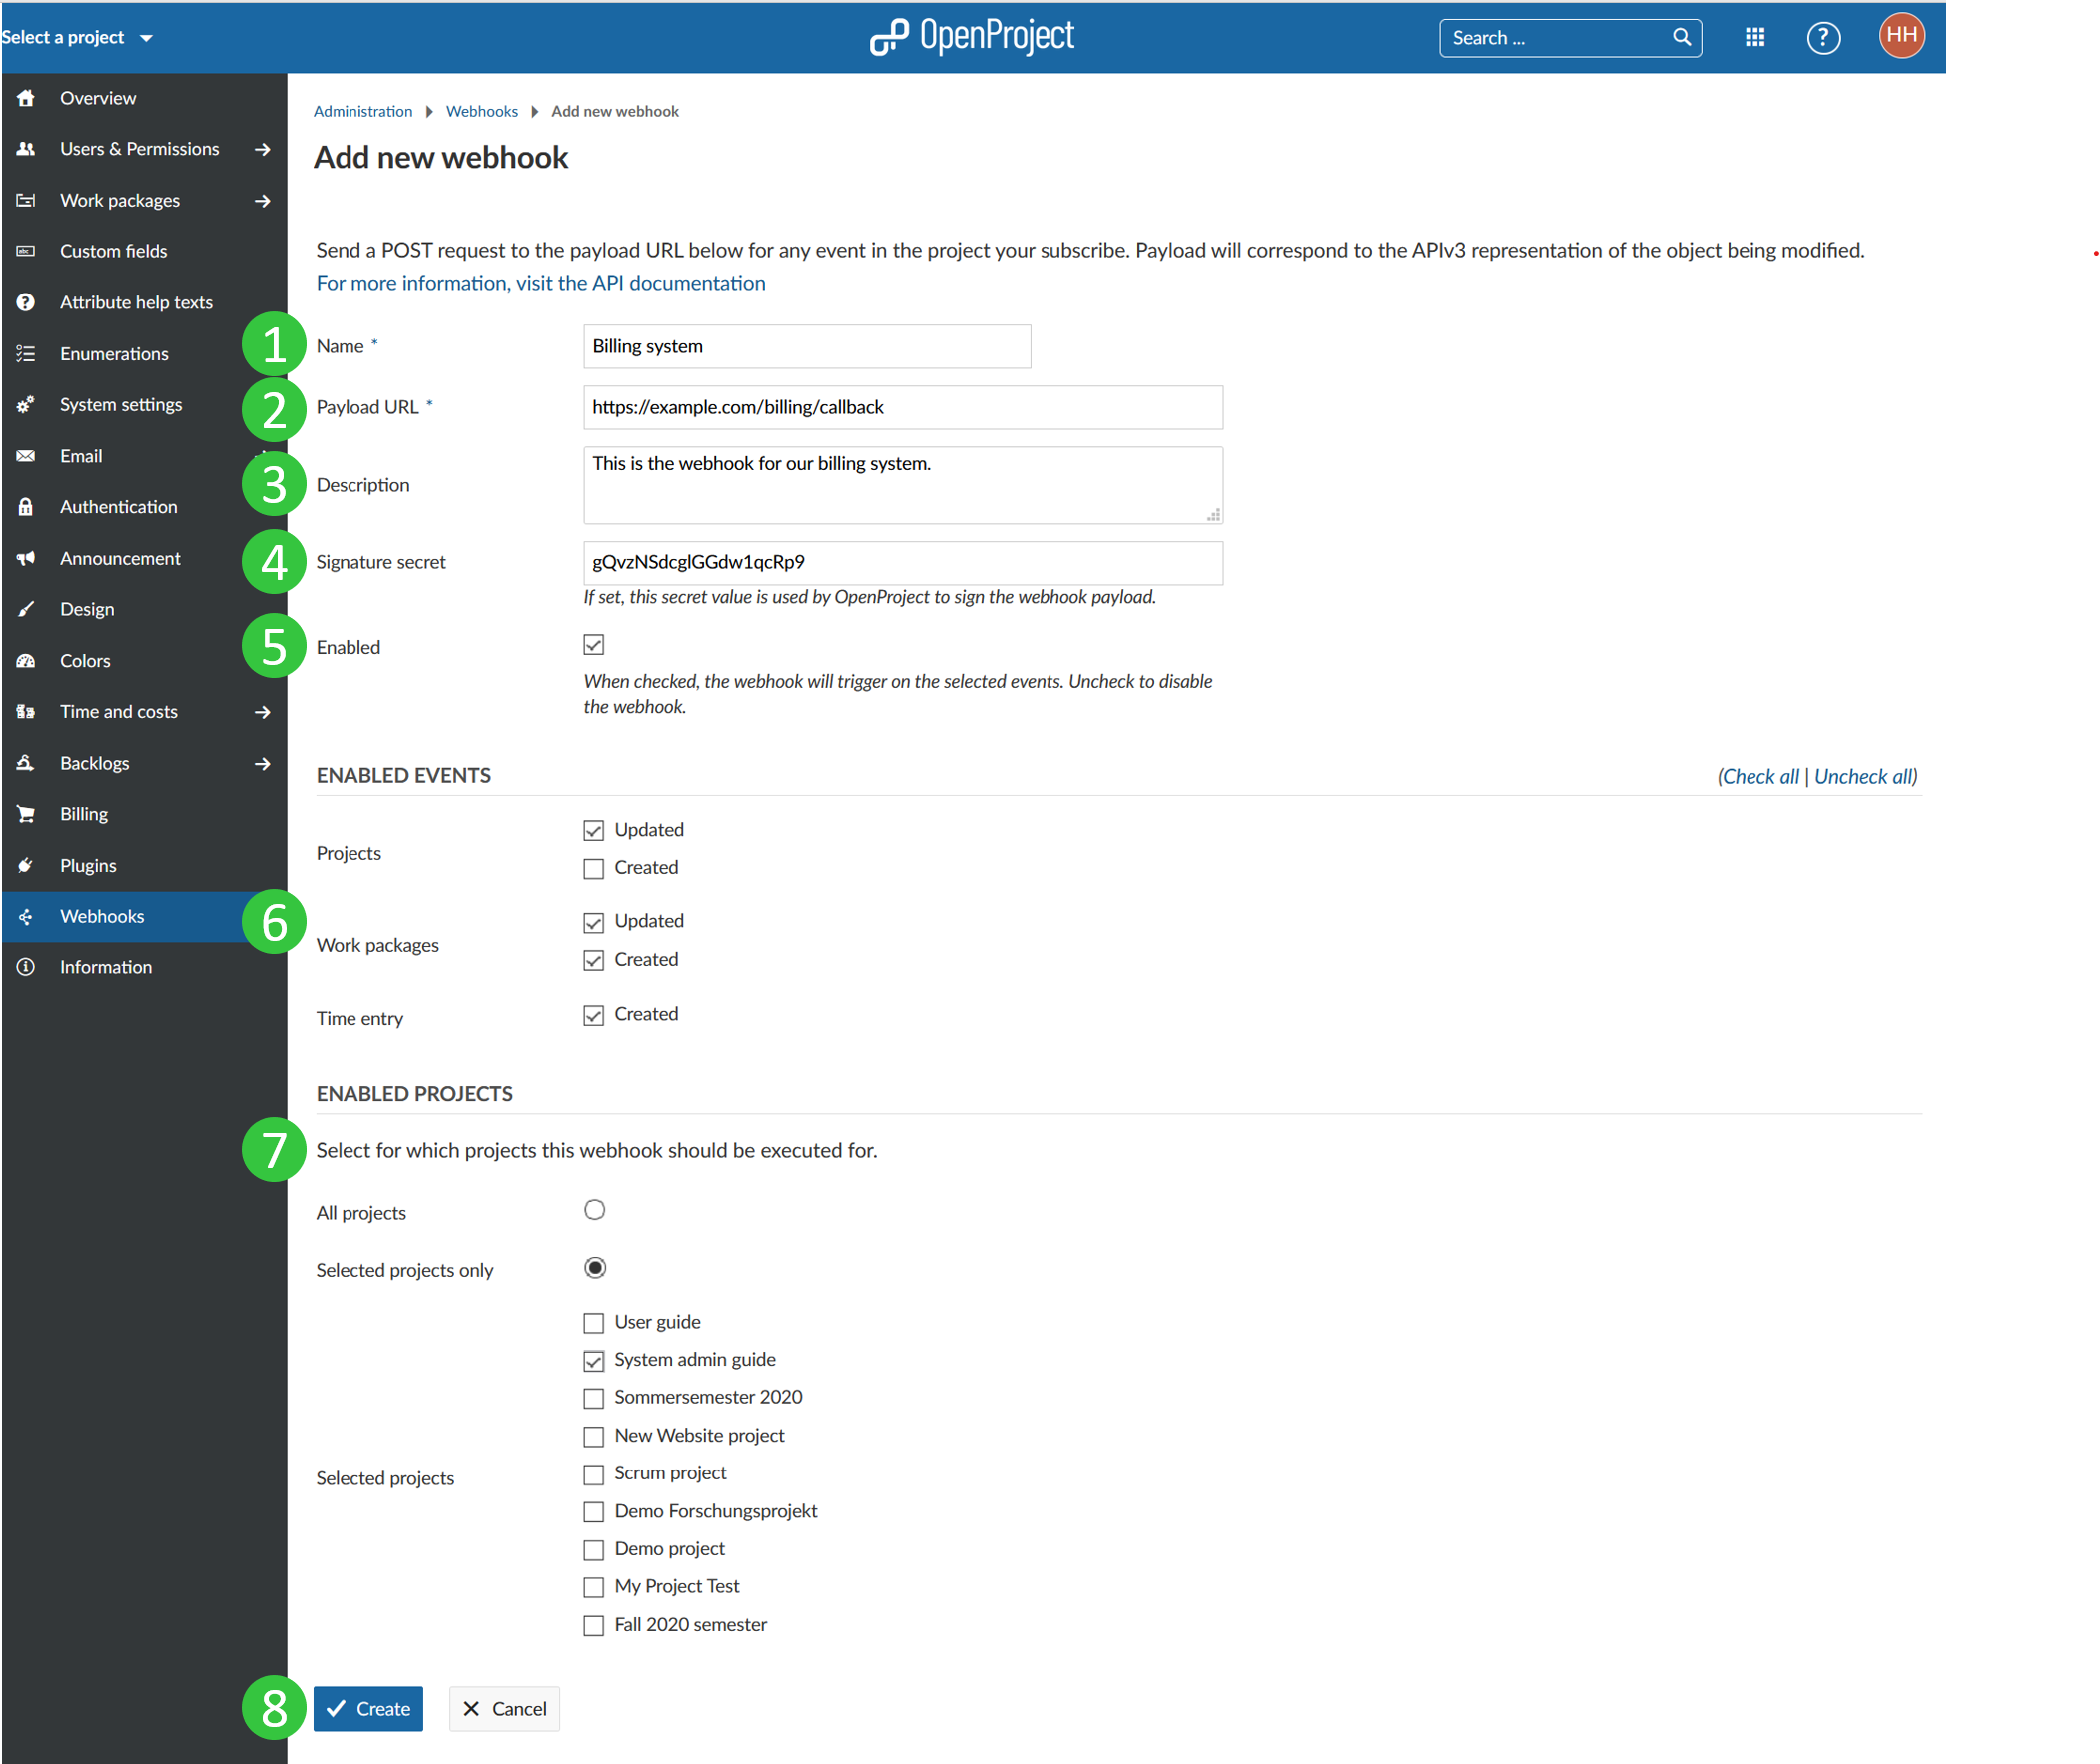 Select a project
OpenProject
Search ...
?
HH
Overview
Users & Permissions
Work packages
Custom fields
Attribute help texts
Enumerations
System settings
Email
Authentication
Announcement
Design
Colors
Time and costs
Backlogs
Billing
Plugins
Webhooks
Information
Administration Webhooks Add new webhook
Add new webhook
Send a POST request to the payload URL below for any event in the project your subscribe. Payload will correspond to the APIv3 representation of the object being modified.
For more information, visit the API documentation
1 Name * Billing system
2 Payload URL * https://example.com/billing/callback
3 Description This is the webhook for our billing system.
4 Signature secret gQvzNSdcglGGdw1qcRp9
If set, this secret value is used by OpenProject to sign the webhook payload.
5 Enabled
When checked, the webhook will trigger on the selected events. Uncheck to disable
the webhook.
ENABLED EVENTS (Check all | Uncheck all)
Projects
Updated
Created
6
Work packages
Updated
Created
Time entry Created
ENABLED PROJECTS
7 Select for which projects this webhook should be executed for.
All projects
Selected projects only
Selected projects
User guide
System admin guide
Sommersemester 2020
New Website project
Scrum project
Demo Forschungsprojekt
Demo project
My Project Test
Fall 2020 semester
8 Create Cancel